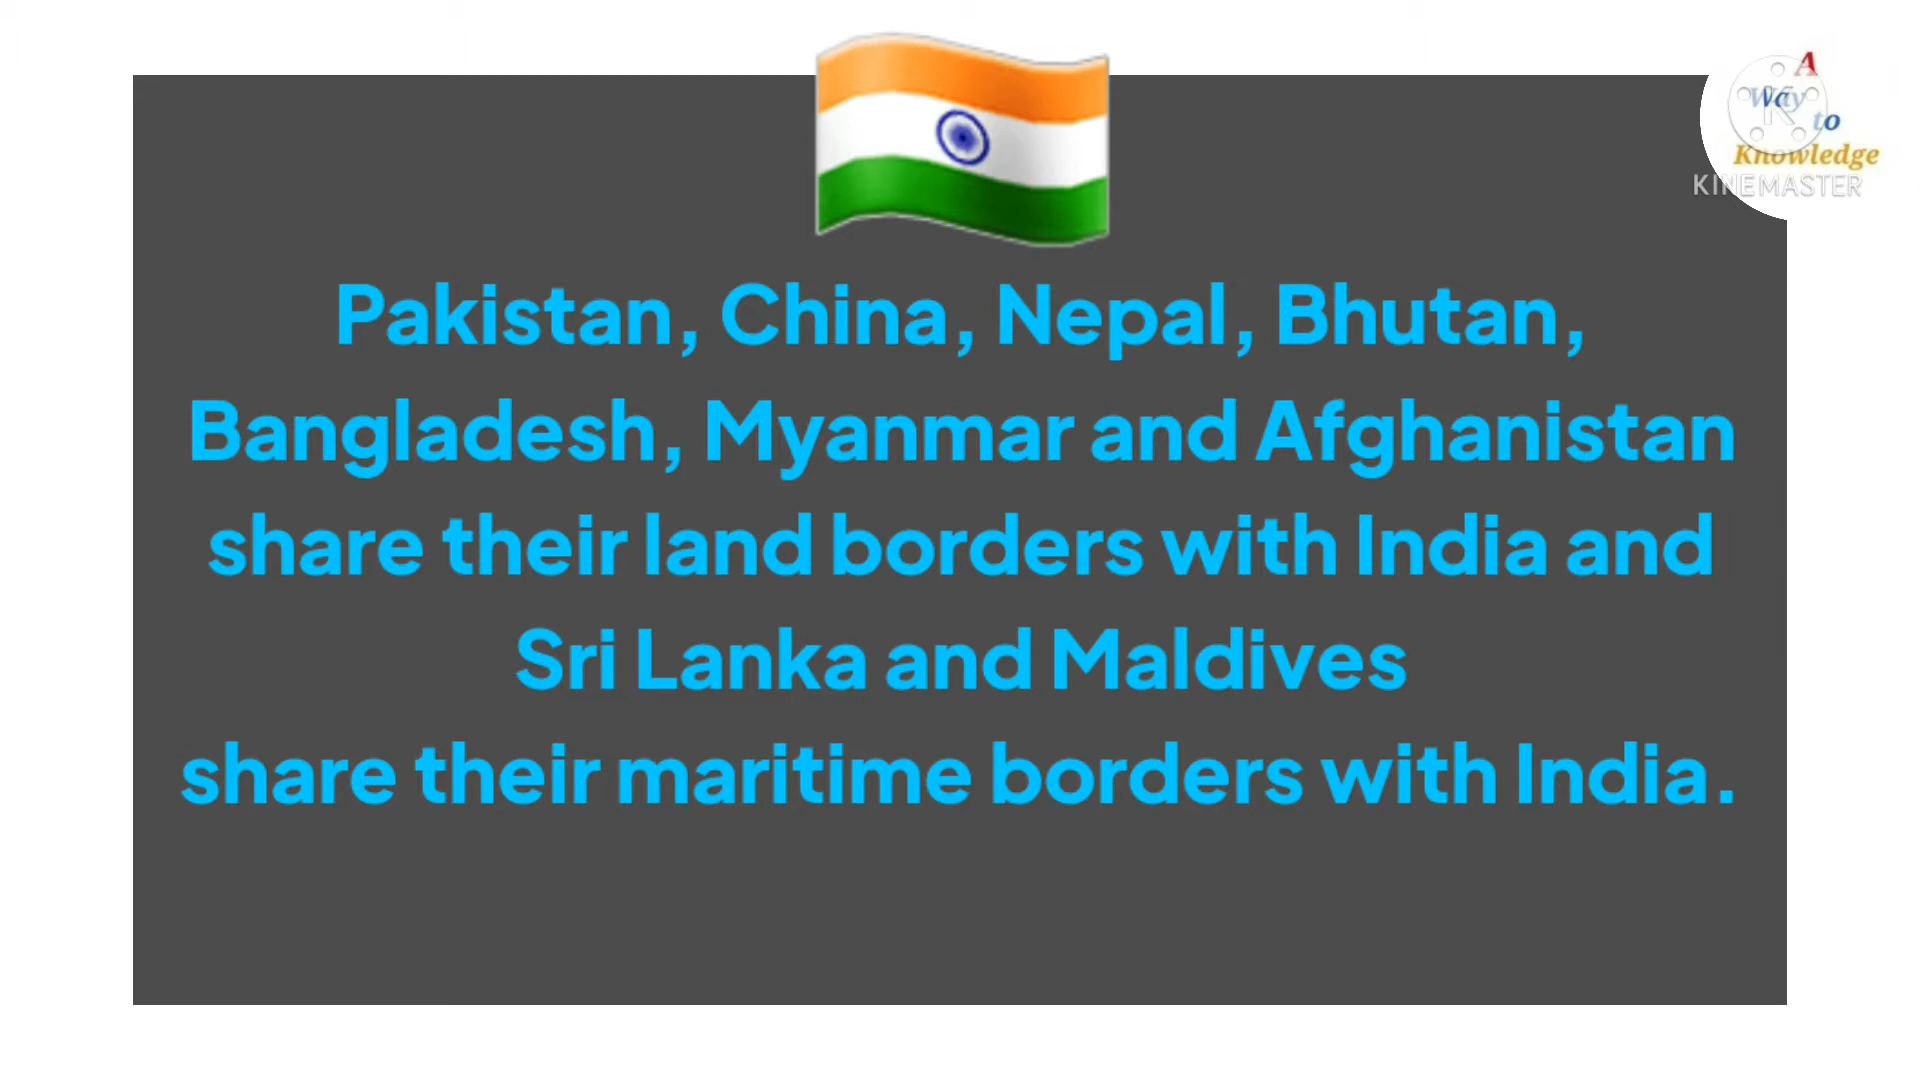 A
Way
to
Knowledge
KINEMASTER
Pakistan, China, Nepal, Bhutan,
Bangladesh, Myanmar and Afghanistan
share their land borders with India and
Sri Lanka and Maldives
share their maritime borders with India.